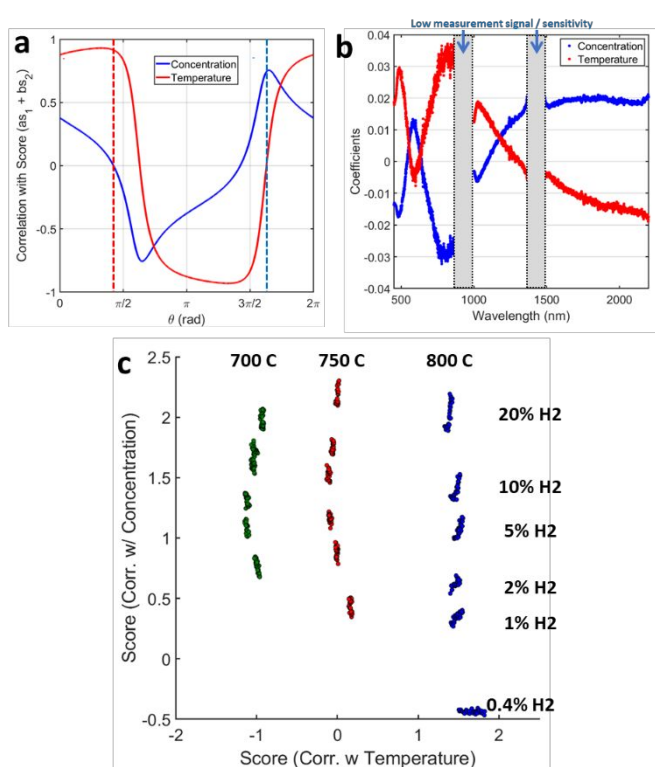 Low measurement signal / sensitivity
a
Concentration
Temperature
Correlation with Score (as1 + bs2)
1
0.5
0
-0.5
-1
0
π/2
π
3π/2
2π
θ (rad)
b
Concentration
Temperature
Coefficients
0.04
0.03
0.02
0.01
0
-0.01
-0.02
-0.03
-0.04
500
1000
1500
2000
Wavelength (nm)
c
700 C 750 C 800 C
20% H2
10% H2
5% H2
2% H2
1% H2
0.4% H2
Score (Corr. w/ Concentration)
2.5
2
1.5
1
0.5
0
-0.5
-2 -1 0 1 2
Score (Corr. w Temperature)